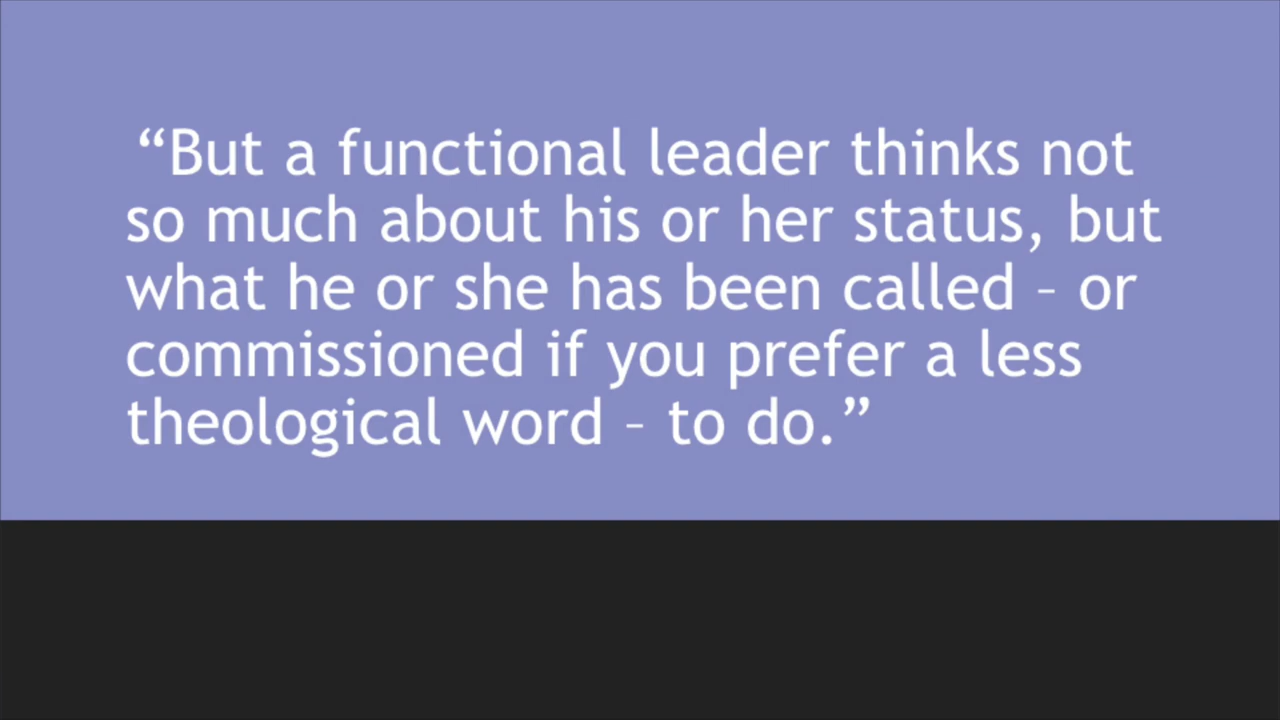 “But a functional leader thinks not
so much about his or her status, but
what he or she has been called – or
commissioned if you prefer a less
theological word – to do.”